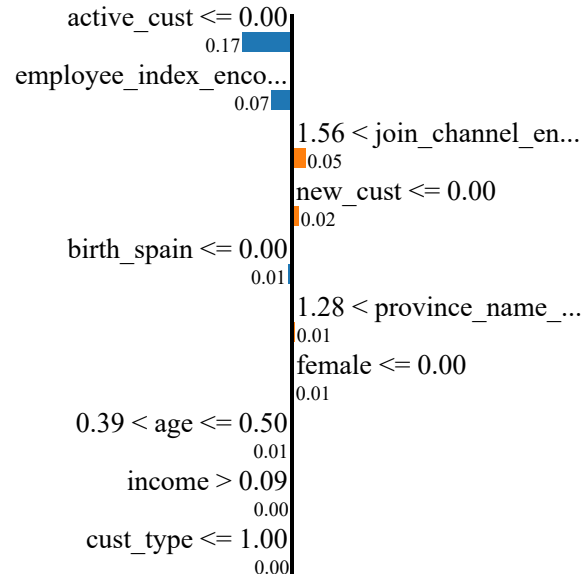 active_cust <= 0.00
0.17
employee_index_enco...
0.07
1.56 < join_channel_en...
0.05
new_cust <= 0.00
0.02
birth_spain <= 0.00
0.01
1.28 < province_name_...
0.01
female <= 0.00
0.01
0.39 < age <= 0.50
0.01
income > 0.09
0.00
cust_type <= 1.00
0.00